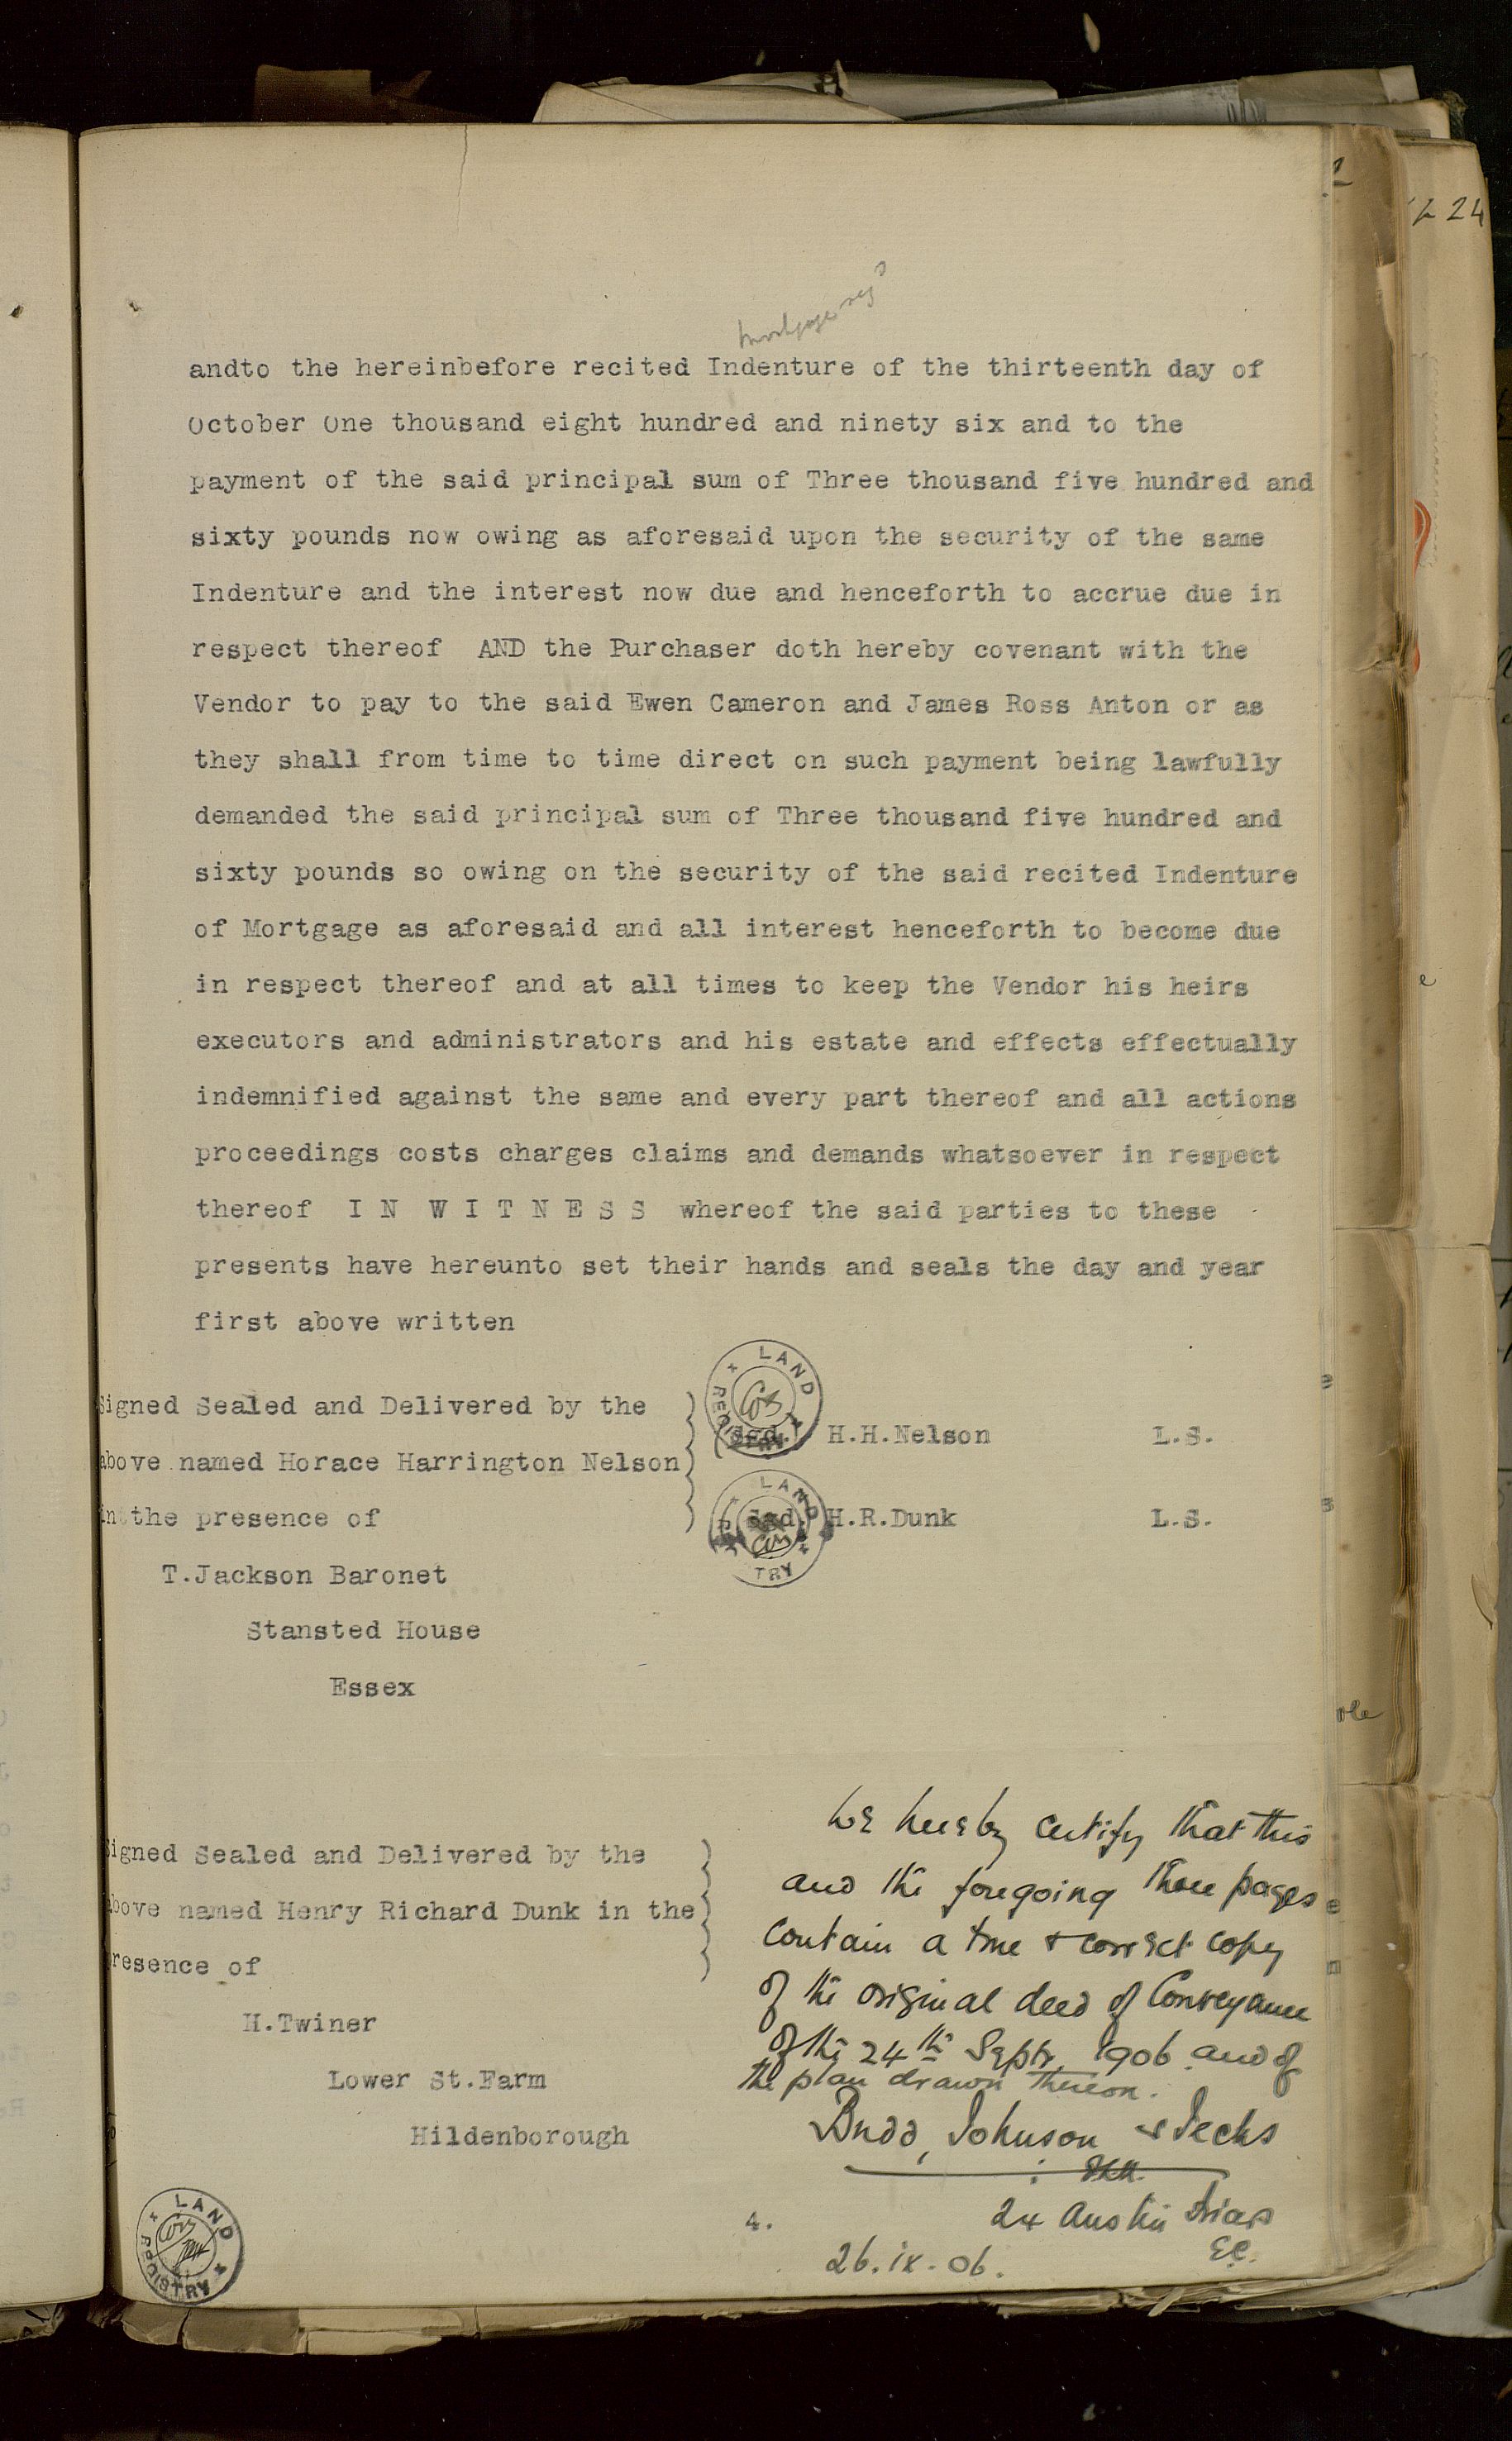 24
mortgage
andto the hereinbefore recited Indenture of the thirteenth day of
October One thousand eight hundred and ninety six and to the
payment of the said principal sum of Three thousand five hundred and
sixty pounds now owing as aforesaid upon the security of the same
Indenture and the interest now due and henceforth to accrue due in
respect thereof AND the Purchaser doth hereby covenant with the
Vendor to pay to the said Ewen Cameron and James Ross Anton or as
they shall from time to time direct on such payment being lawfully
demanded the said principal sum of Three thousand five hundred and
sixty pounds so owing on the security of the said recited Indenture
of Mortgage as aforesaid and all interest henceforth to become due
in respect thereof and at all times to keep the Vendor his heirs
executors and administrators and his estate and effects effectually
indemnified against the same and every part thereof and all actions
proceedings costs charges claims and demands whatsoever in respect
thereof I N W I T N E S S whereof the said parties to these
presents have hereunto set their hands and seals the day and year
first above written
Signed Sealed and Delivered by the
above named Horace Harrington Nelson
in the presence of
LAND REGISTRY
Sgd. H.H.Nelson L.S.
LAND REGISTRY
Sgd. H.R.Dunk L.S.
T.Jackson Baronet
Stansted House
Essex
Signed Sealed and Delivered by the
above named Henry Richard Dunk in the
presence of
H.Twiner
Lower St.Farm
Hildenborough
We hereby certify that this
and the foregoing three pages
contain a true & correct copy
of the original deed of Conveyance
of the 24th Septr. 1906 and of
the plan drawn thereon.
Budd, Johnson & Jecks
24 Austin Friars
E.C.
4.
26.ix.06.
LAND REGISTRY